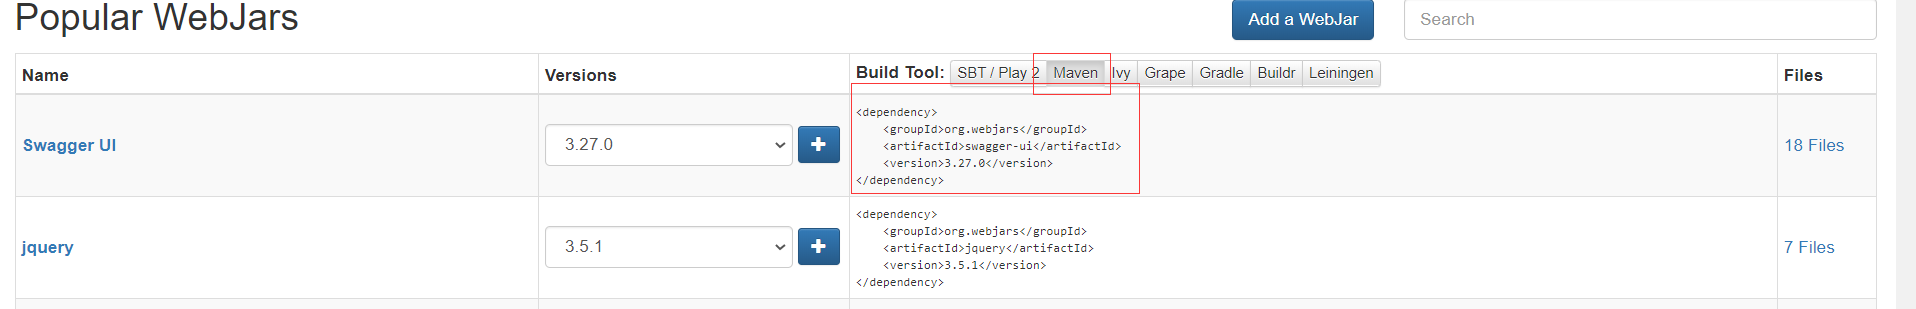 Popular WebJars
Add a WebJar
Search
Name
Versions
Build Tool: SBT / Play 2 Maven Ivy Grape Gradle Buildr Leiningen
Files
Swagger UI
3.27.0
<dependency>
    <groupId>org.webjars</groupId>
    <artifactId>swagger-ui</artifactId>
    <version>3.27.0</version>
</dependency>
18 Files
jquery
3.5.1
<dependency>
    <groupId>org.webjars</groupId>
    <artifactId>jquery</artifactId>
    <version>3.5.1</version>
</dependency>
7 Files